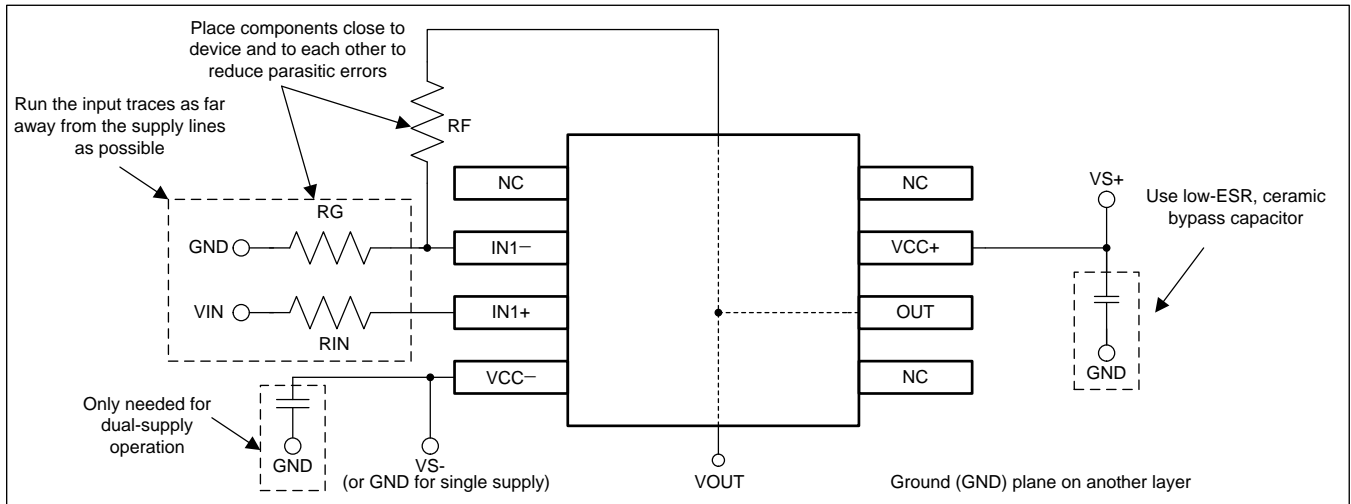 Place components close to
device and to each other to
reduce parasitic errors
Run the input traces as far
away from the supply lines
as possible
RF
NC
NC
VS+
Use low-ESR, ceramic
bypass capacitor
RG
GND
IN1−
VCC+
VIN
IN1+
OUT
RIN
VCC−
NC
GND
Only needed for
dual-supply
operation
GND
VS-
(or GND for single supply)
VOUT
Ground (GND) plane on another layer